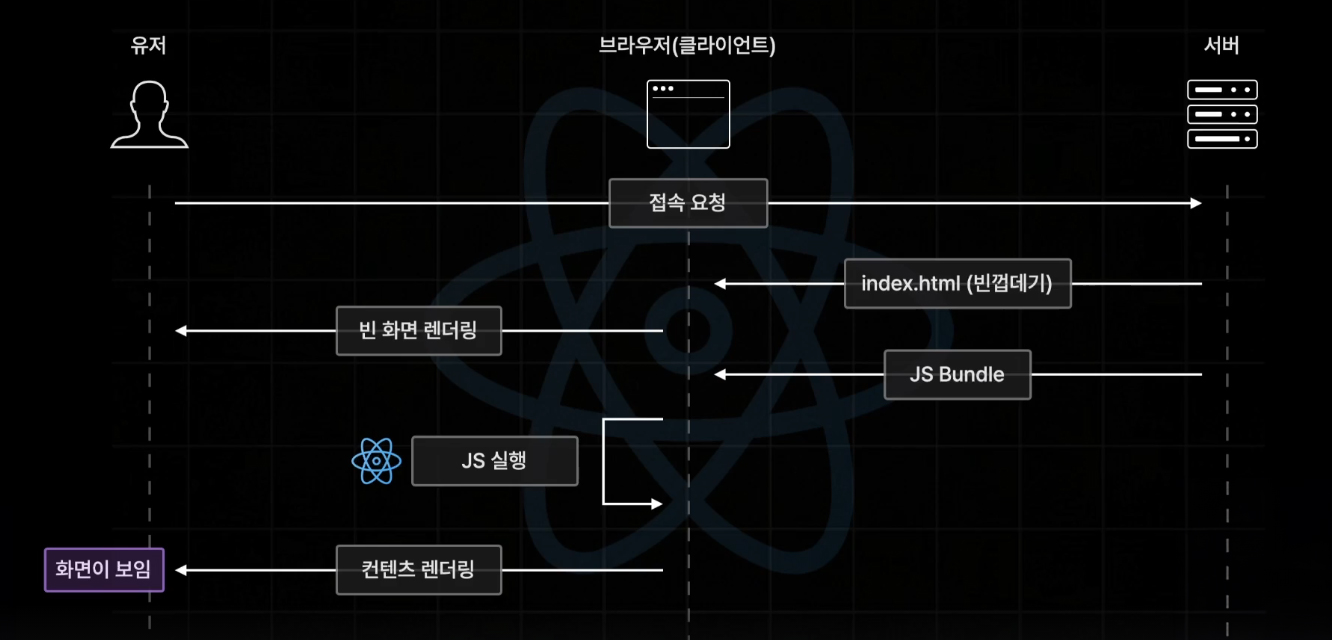 유저
브라우저(클라이언트)
서버
접속 요청
index.html (빈껍데기)
빈 화면 렌더링
JS Bundle
JS 실행
컨텐츠 렌더링
화면이 보임